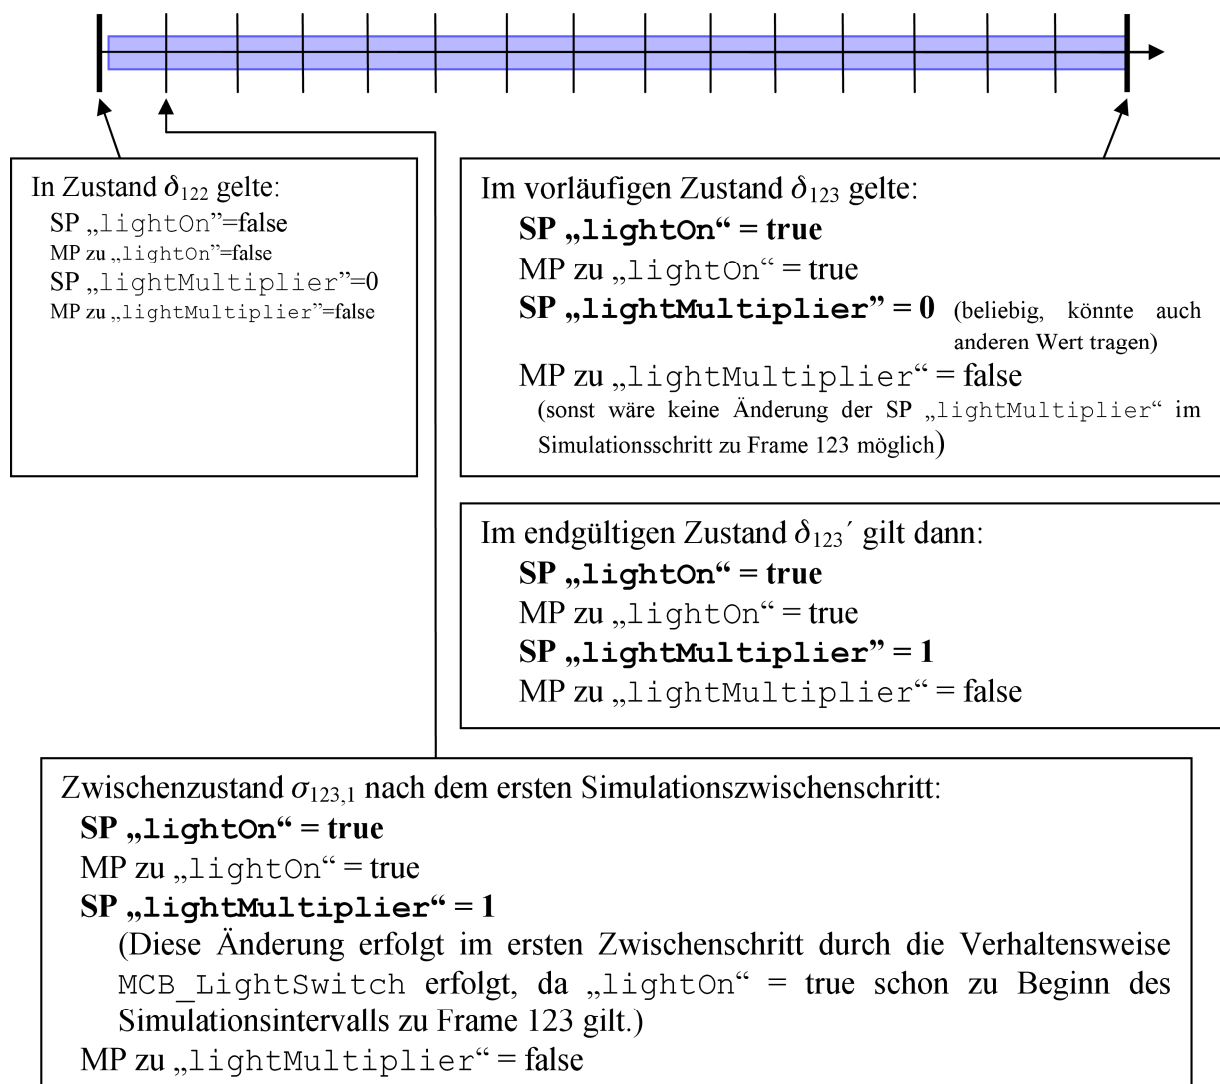 In Zustand δ122 gelte:
SP „lightOn”=false
MP zu „lightOn”=false
SP „lightMultiplier”=0
MP zu „lightMultiplier”=false
Im vorläufigen Zustand δ123 gelte:
SP „lightOn“ = true
MP zu „lightOn“ = true
SP „lightMultiplier” = 0 (beliebig, könnte auch
anderen Wert tragen)
MP zu „lightMultiplier“ = false
(sonst wäre keine Änderung der SP „lightMultiplier“ im
Simulationsschritt zu Frame 123 möglich)
Im endgültigen Zustand δ123´ gilt dann:
SP „lightOn“ = true
MP zu „lightOn“ = true
SP „lightMultiplier” = 1
MP zu „lightMultiplier“ = false
Zwischenzustand σ123,1 nach dem ersten Simulationszwischenschritt:
SP „lightOn“ = true
MP zu „lightOn“ = true
SP „lightMultiplier“ = 1
(Diese Änderung erfolgt im ersten Zwischenschritt durch die Verhaltensweise
MCB_LightSwitch erfolgt, da „lightOn“ = true schon zu Beginn des
Simulationsintervalls zu Frame 123 gilt.)
MP zu „lightMultiplier“ = false